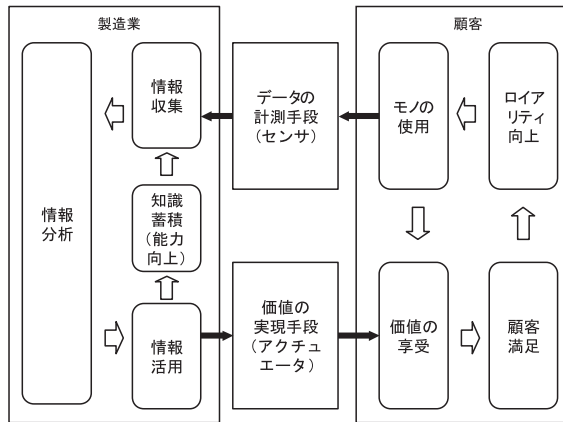 製造業
顧客
情報
収集
データの
計測手段
(センサ)
モノの
使用
ロイア
リティ
向上
情報
分析
知識
蓄積
(能力
向上)
情報
活用
価値の
実現手段
(アクチュ
エータ)
価値の
享受
顧客
満足